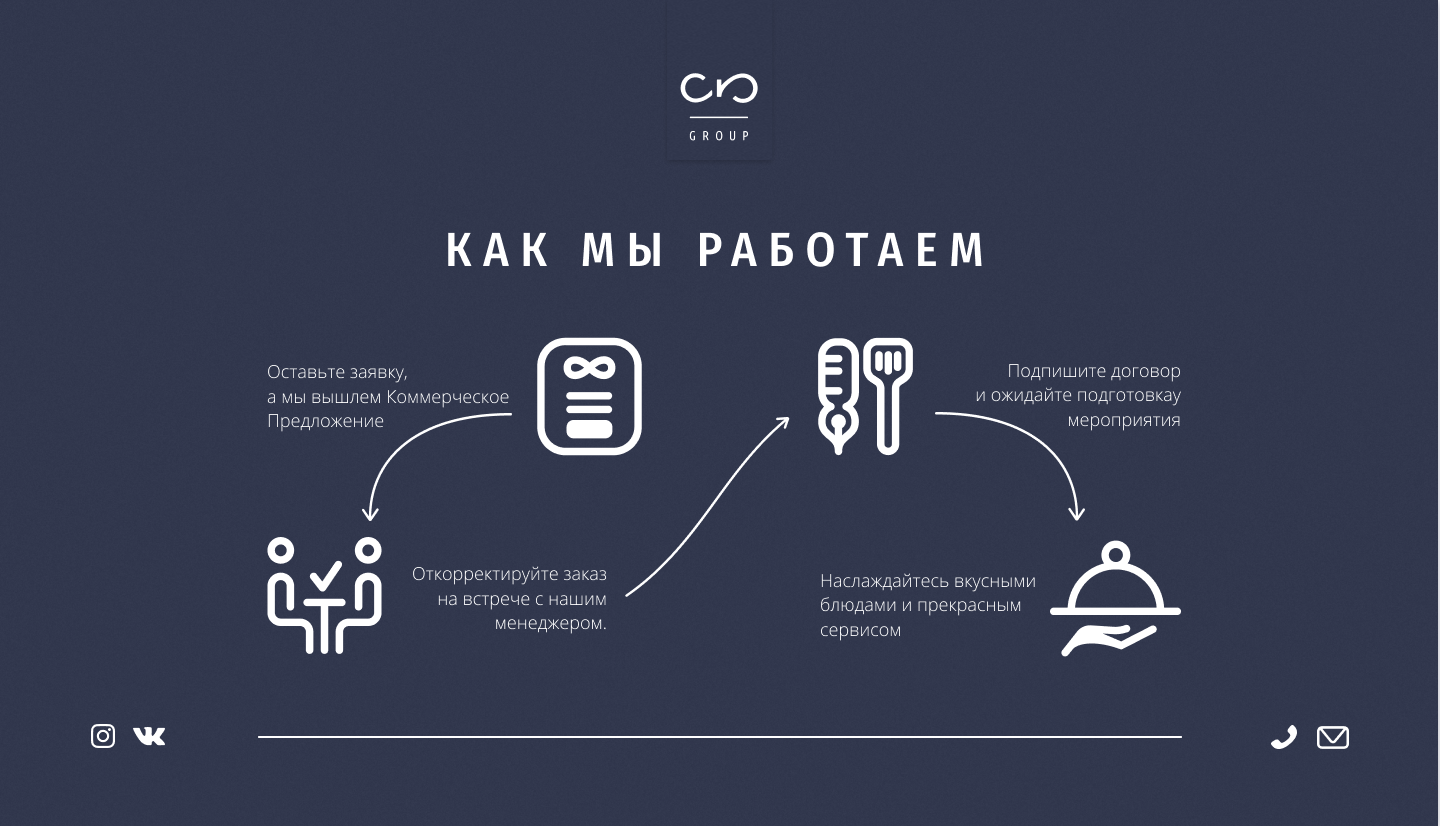 GROUP
КАК МЫ РАБОТАЕМ
Оставьте заявку,
а мы вышлем Коммерческое
Предложение
Откорректируйте заказ
на встрече с нашим
менеджером.
Подпишите договор
и ожидайте подготовкау
мероприятия
Наслаждайтесь вкусными
блюдами и прекрасным
сервисом